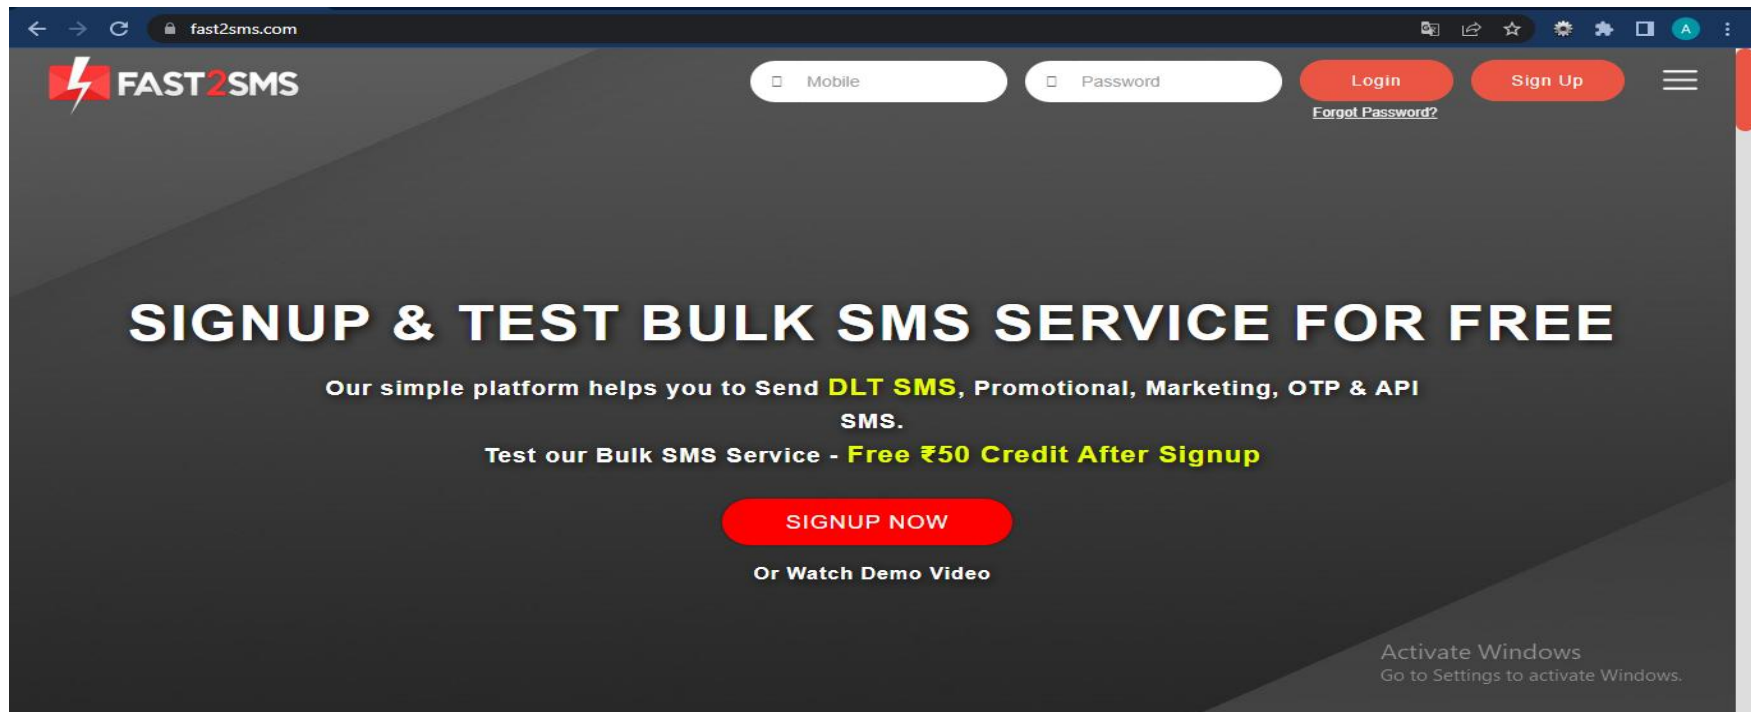 fast2sms.com
A
FAST2SMS
Mobile
Password
Login
Sign Up
Forgot Password?
SIGNUP & TEST BULK SMS SERVICE FOR FREE
Our simple platform helps you to Send DLT SMS, Promotional, Marketing, OTP & API
SMS.
Test our Bulk SMS Service - Free ₹50 Credit After Signup
SIGNUP NOW
Or Watch Demo Video
Activate Windows
Go to Settings to activate Windows.